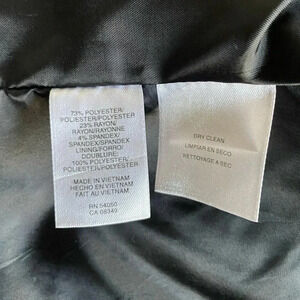 73% POLYESTER/
POLIESTER/POLYESTER
23% RAYON/
RAYON/RAYONNE
4% SPANDEX/
SPANDEX/SPANDEX
LINING/FORRO/
DOUBLURE:
100% POLYESTER/
POLIESTER/POLYESTER
MADE IN VIETNAM
HECHO EN VIETNAM
FAIT AU VIETNAM
RN 54050
CA 08349
DRY CLEAN
LIMPIAR EN SECO
NETTOYAGE A SEC